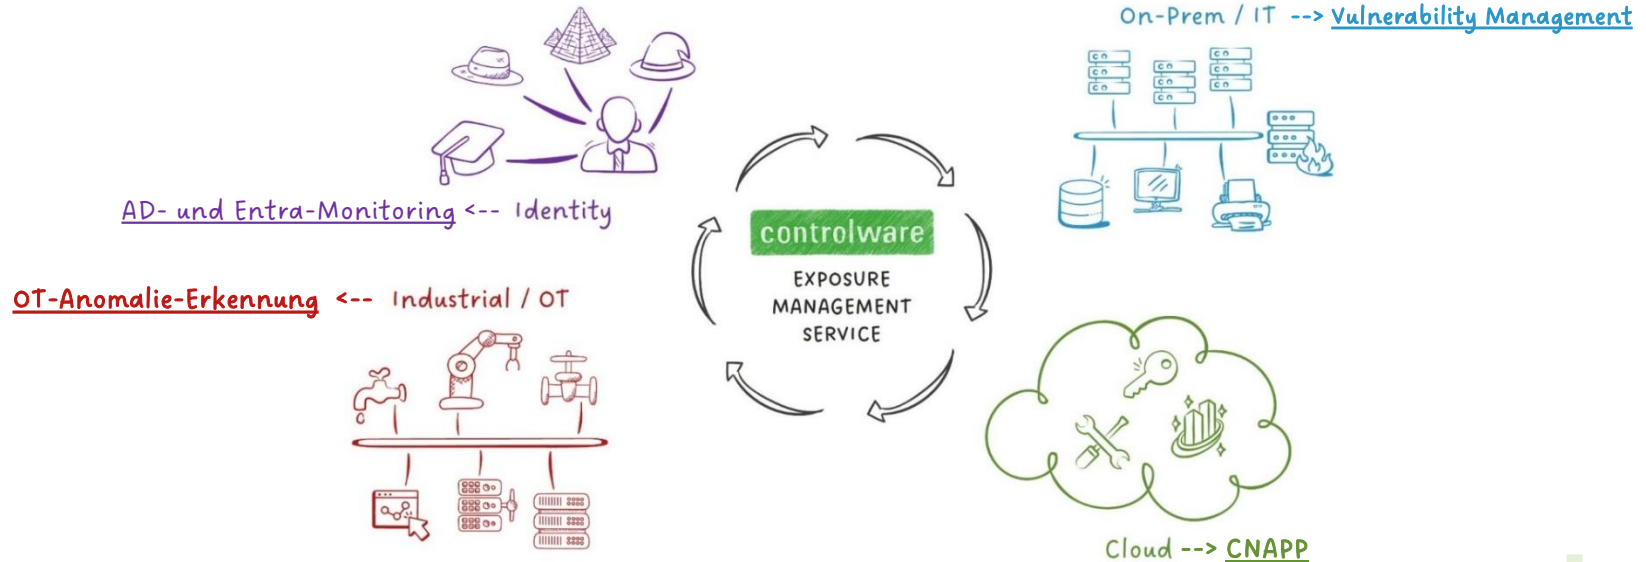 On-Prem / IT --> Vulnerability Management
AD- und Entra-Monitoring <-- Identity
controlware
EXPOSURE
MANAGEMENT
SERVICE
OT-Anomalie-Erkennung <-- Industrial / OT
Cloud --> CNAPP